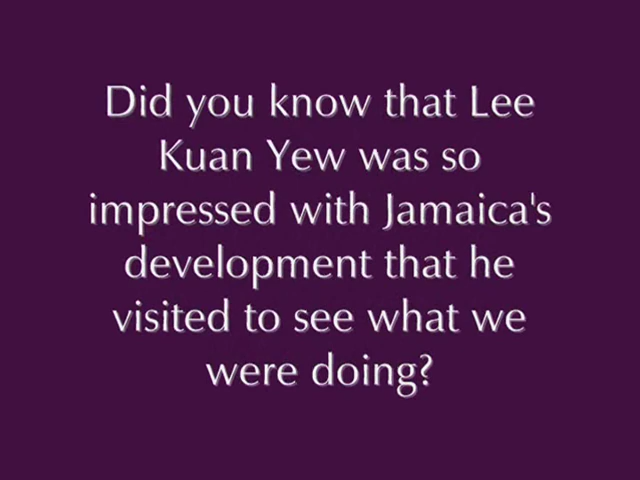 Did you know that Lee
Kuan Yew was so
impressed with Jamaica's
development that he
visited to see what we
were doing?